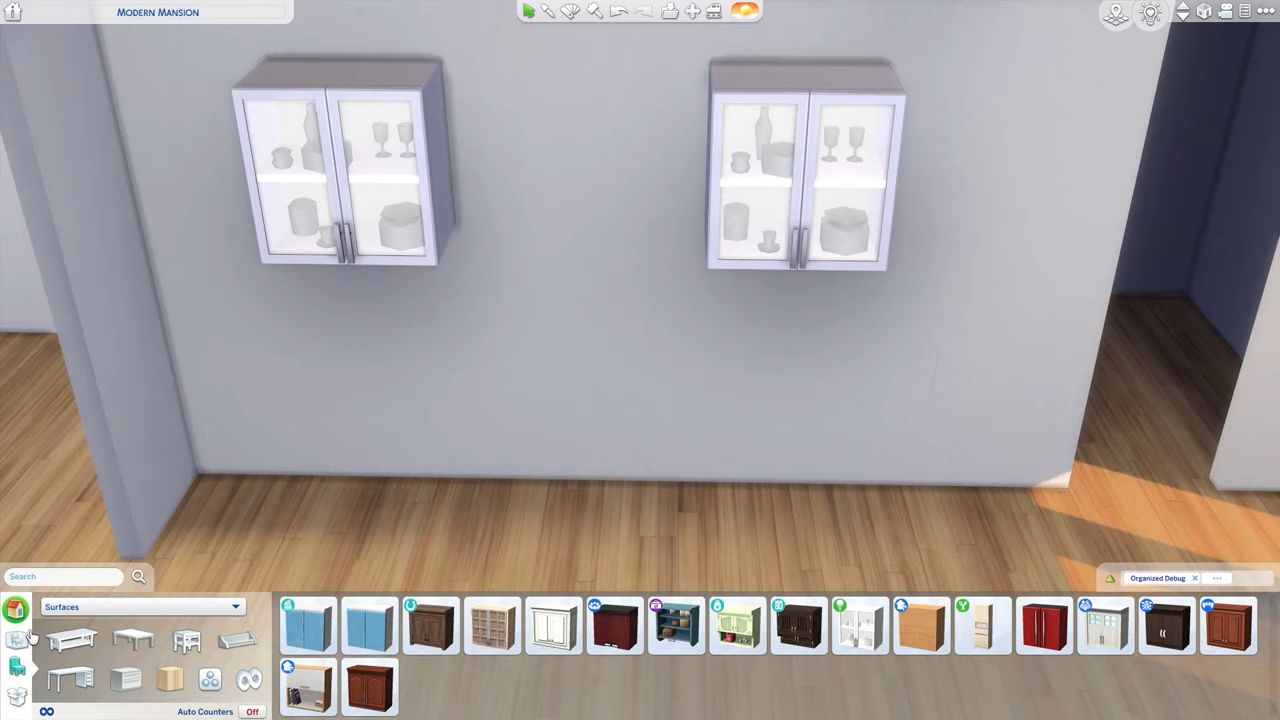 MODERN MANSION
Search
Organized Debug
Surfaces
Auto Counters Off